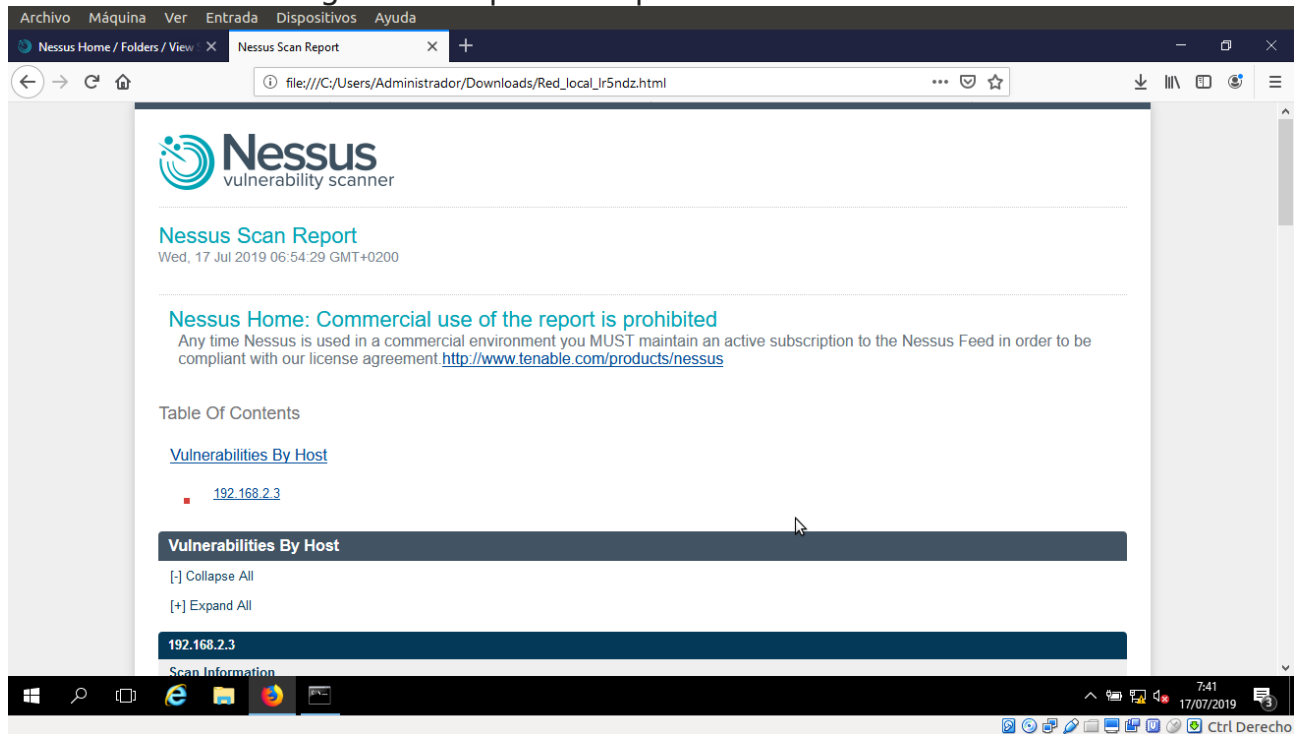 Archivo Máquina Ver Entrada Dispositivos Ayuda
Nessus Home / Folders / View
Nessus Scan Report
file:///C:/Users/Administrador/Downloads/Red_local_lr5ndz.html
Nessus
vulnerability scanner
Nessus Scan Report
Wed, 17 Jul 2019 06:54:29 GMT+0200
Nessus Home: Commercial use of the report is prohibited
Any time Nessus is used in a commercial environment you MUST maintain an active subscription to the Nessus Feed in order to be
compliant with our license agreement.http://www.tenable.com/products/nessus
Table Of Contents
Vulnerabilities By Host
192.168.2.3
Vulnerabilities By Host
[-] Collapse All
[+] Expand All
192.168.2.3
Scan Information
7:41
17/07/2019
3
Ctrl Derecho